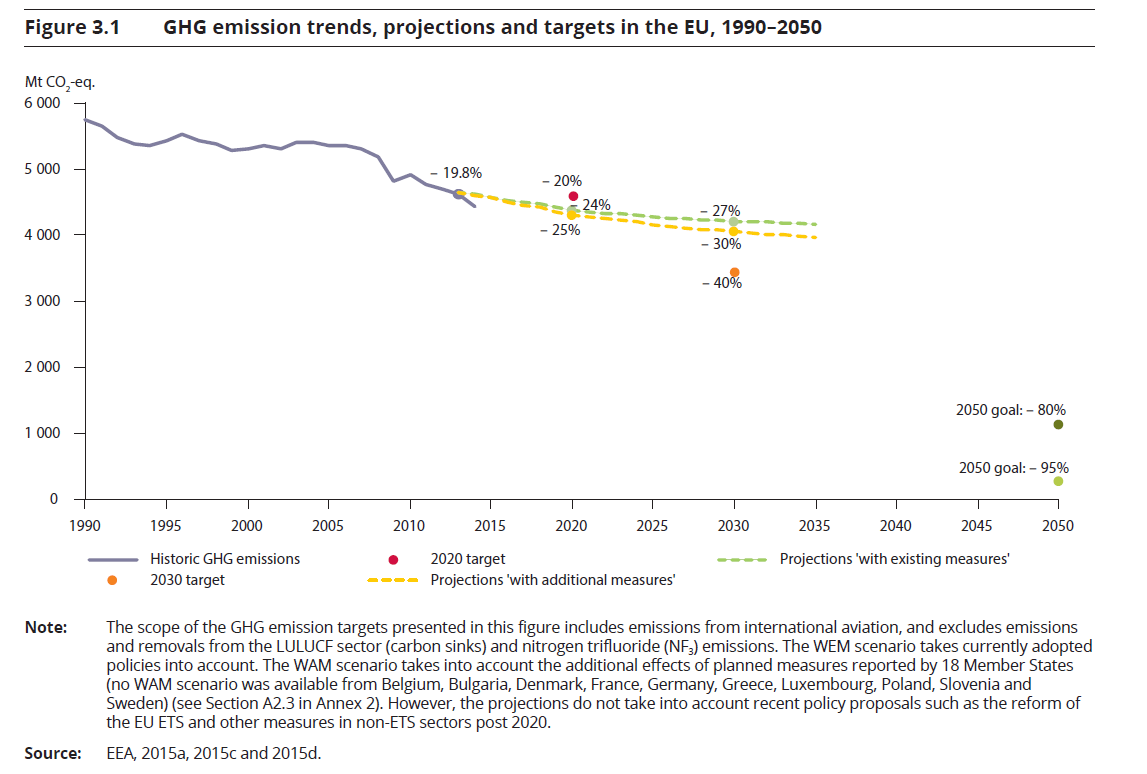 Figure 3.1 GHG emission trends, projections and targets in the EU, 1990–2050
Mt CO₂-eq.
6 000
5 000
4 000
3 000
2 000
1 000
0
– 19.8%
– 20%
– 24%
– 25%
– 27%
– 30%
– 40%
2050 goal: – 80%
2050 goal: – 95%
1990 1995 2000 2005 2010 2015 2020 2025 2030 2035 2040 2045 2050
Historic GHG emissions 2020 target Projections 'with existing measures'
2030 target Projections 'with additional measures'
Note: The scope of the GHG emission targets presented in this figure includes emissions from international aviation, and excludes emissions
and removals from the LULUCF sector (carbon sinks) and nitrogen trifluoride (NF₃) emissions. The WEM scenario takes currently adopted
policies into account. The WAM scenario takes into account the additional effects of planned measures reported by 18 Member States
(no WAM scenario was available from Belgium, Bulgaria, Denmark, France, Germany, Greece, Luxembourg, Poland, Slovenia and
Sweden) (see Section A2.3 in Annex 2). However, the projections do not take into account recent policy proposals such as the reform of
the EU ETS and other measures in non-ETS sectors post 2020.
Source: EEA, 2015a, 2015c and 2015d.